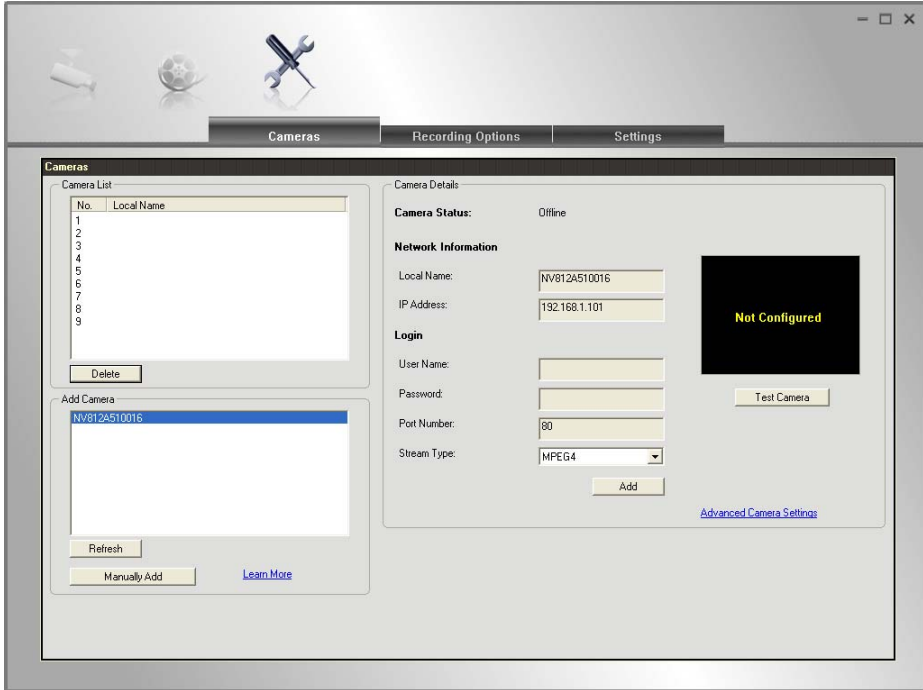 Cameras Recording Options Settings
Cameras
Camera List
No. Local Name
1
2
3
4
5
6
7
8
9
Delete
Add Camera
NV812A510016
Refresh
Manually Add Learn More
Camera Details
Camera Status: Offline
Network Information
Local Name: NV812A510016
IP Address: 192.168.1.101
Login
User Name:
Password:
Port Number: 80
Stream Type: MPEG4
Add
Not Configured
Test Camera
Advanced Camera Settings